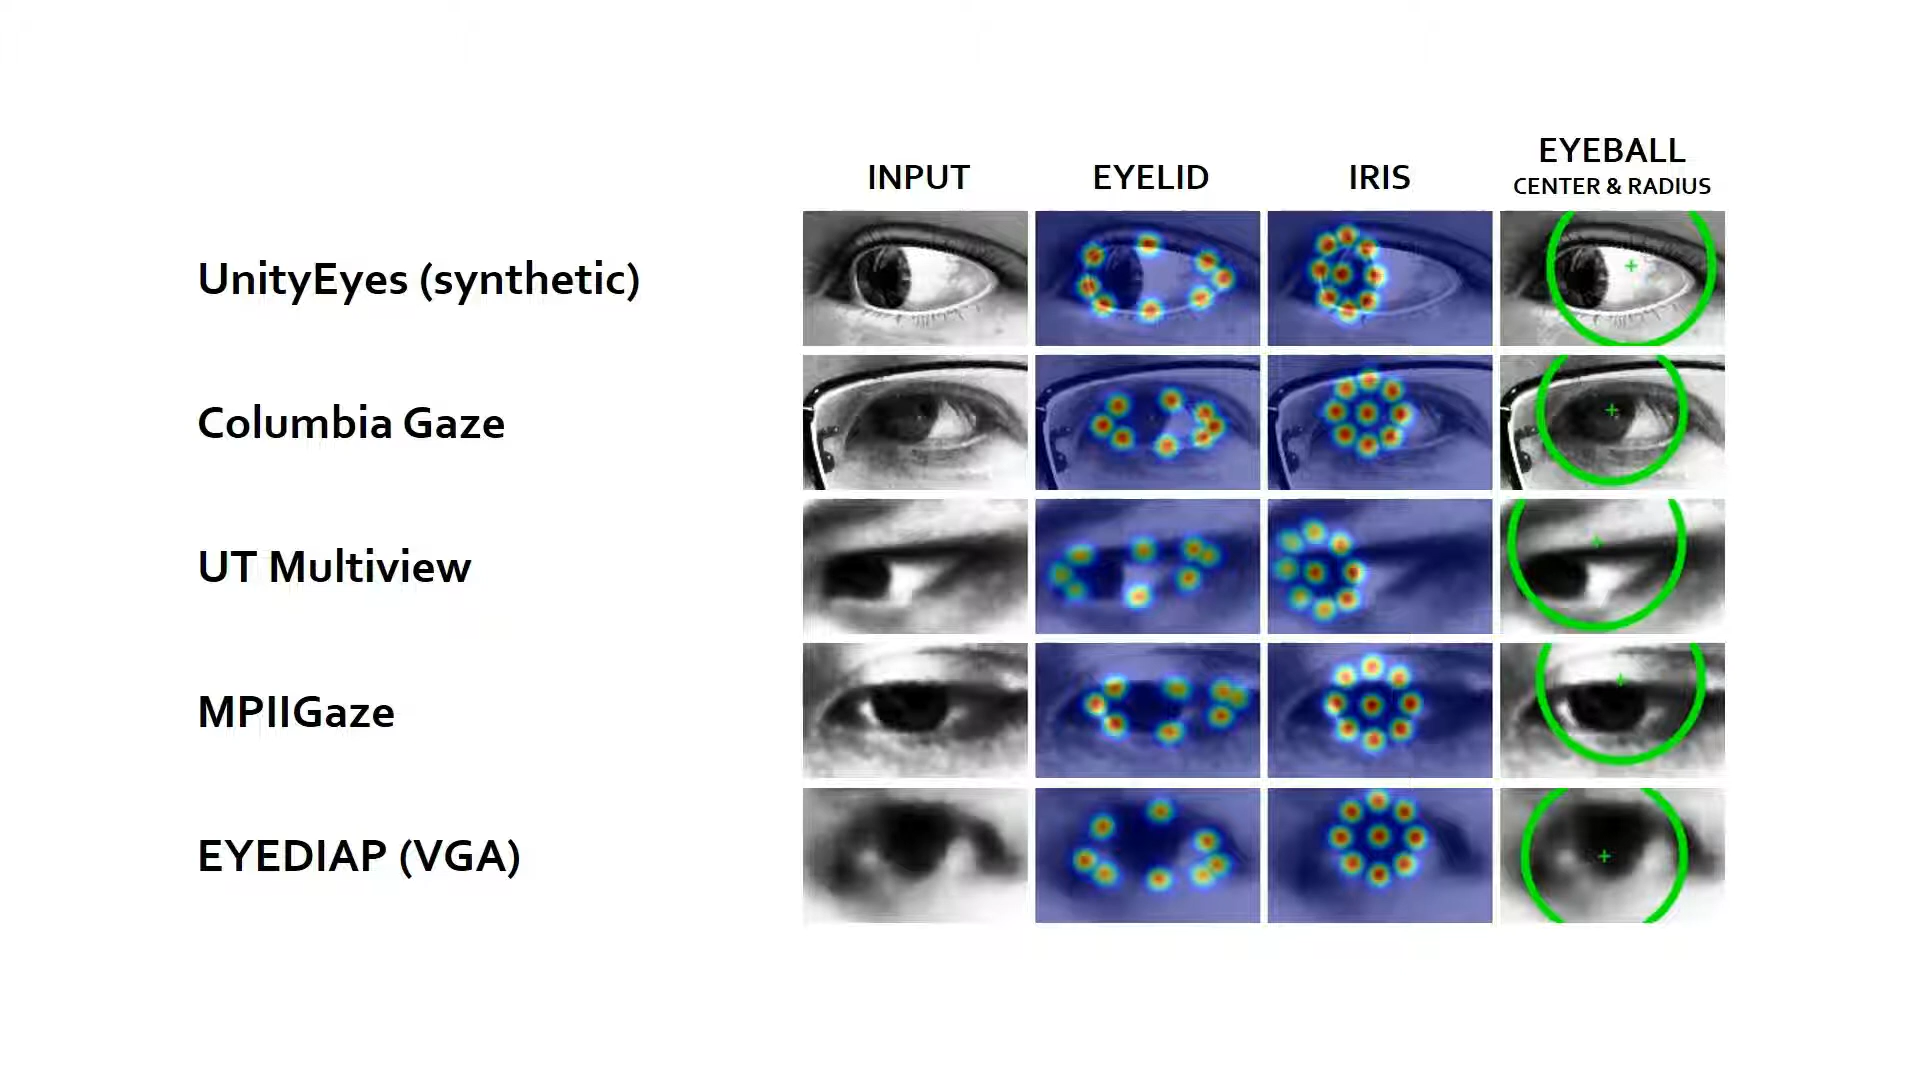 INPUT
EYELID
IRIS
EYEBALL
CENTER & RADIUS
UnityEyes (synthetic)
Columbia Gaze
UT Multiview
MPIIGaze
EYEDIAP (VGA)